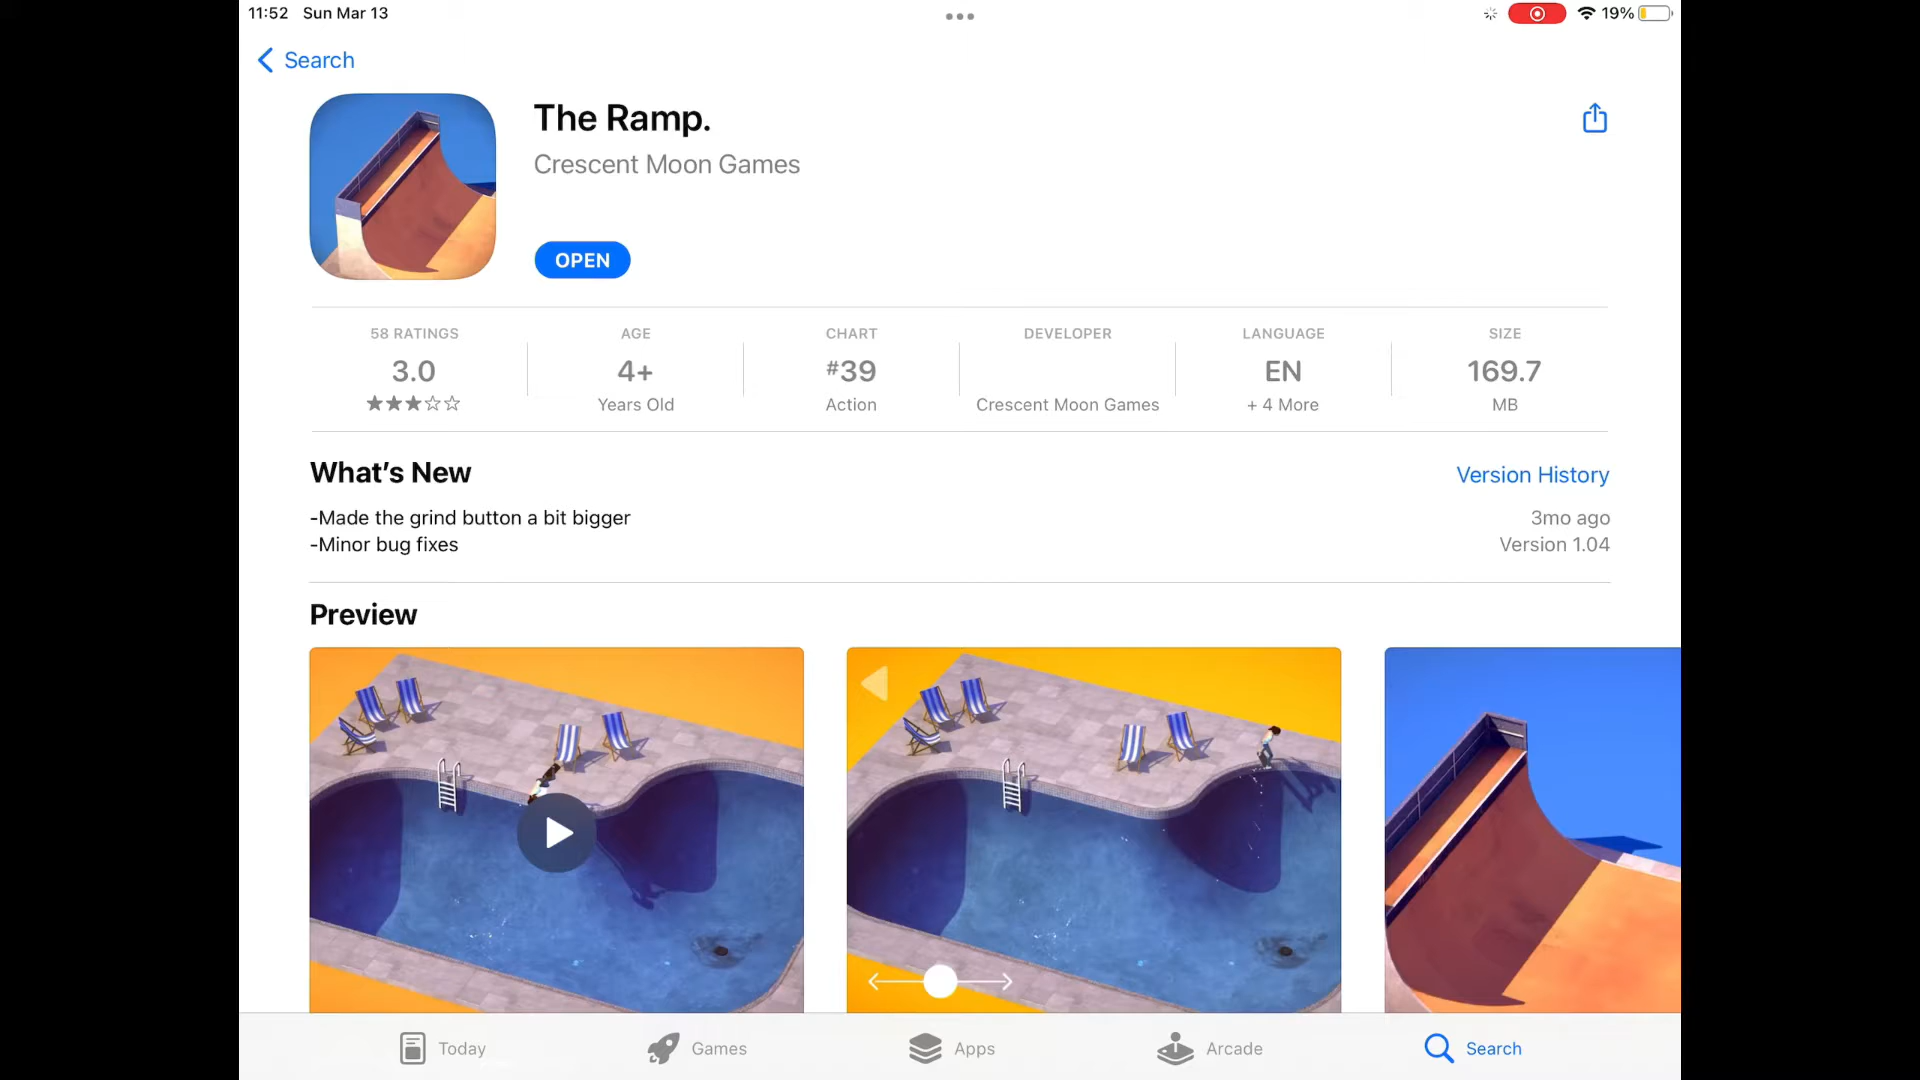 11:52 Sun Mar 13
19%
Search
The Ramp.
Crescent Moon Games
OPEN
58 RATINGS
3.0
AGE
4+
Years Old
CHART
#39
Action
DEVELOPER
Crescent Moon Games
LANGUAGE
EN
+ 4 More
SIZE
169.7
MB
What's New
Version History
-Made the grind button a bit bigger
3mo ago
-Minor bug fixes
Version 1.04
Preview
Today
Games
Apps
Arcade
Search